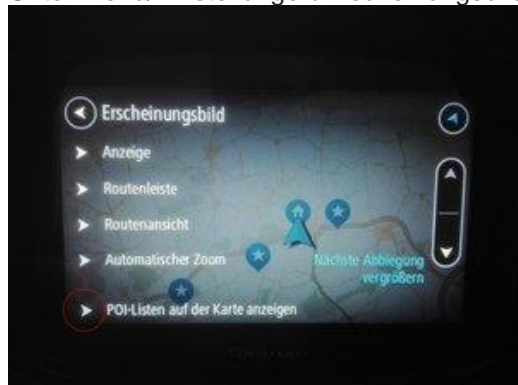 Erscheinungsbild
Anzeige
Routenleiste
Routenansicht
Automatischer Zoom
Nächste Abbiegung
vergrößern
POI-Listen auf der Karte anzeigen